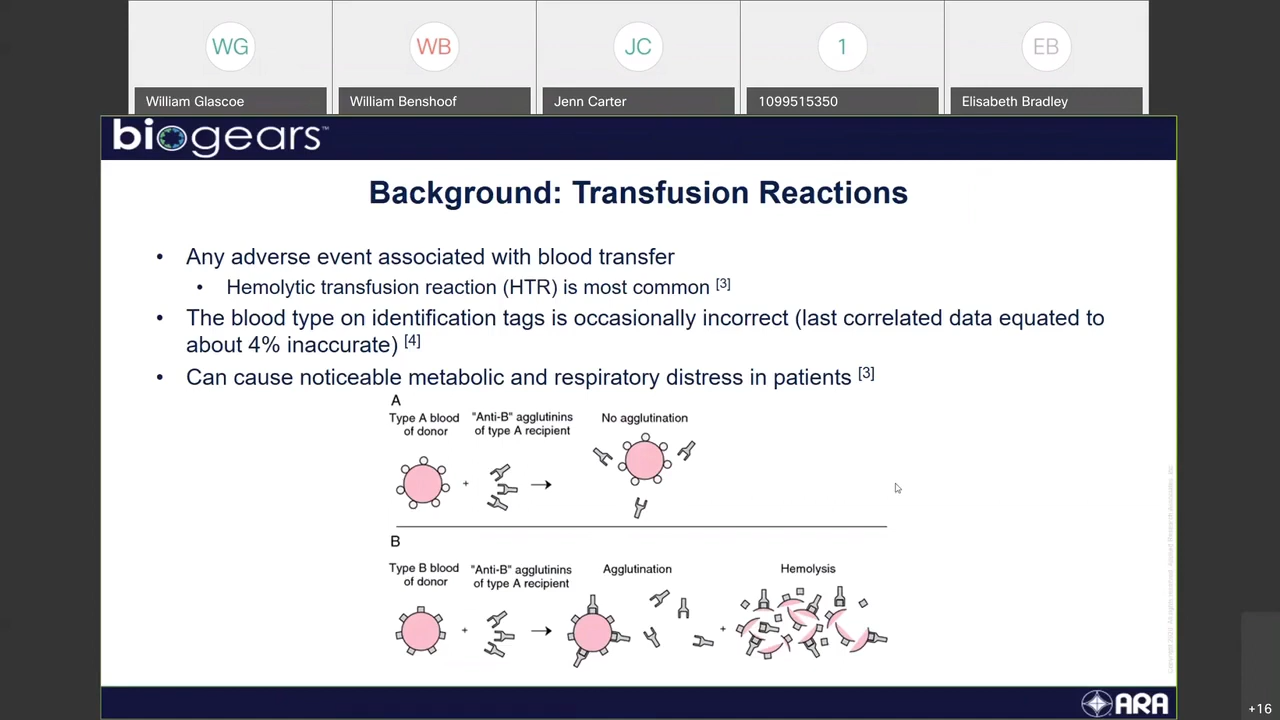 WG
WB
JC
1
EB
William Glascoe
William Benshoof
Jenn Carter
1099515350
Elisabeth Bradley
biogears™
Background: Transfusion Reactions
• Any adverse event associated with blood transfer
• Hemolytic transfusion reaction (HTR) is most common [3]
• The blood type on identification tags is occasionally incorrect (last correlated data equated to
about 4% inaccurate) [4]
• Can cause noticeable metabolic and respiratory distress in patients [3]
A
Type A blood
of donor
"Anti-B" agglutinins
of type A recipient
No agglutination
+
B
Type B blood
of donor
"Anti-B" agglutinins
of type A recipient
Agglutination
Hemolysis
+
+
ARA
+16